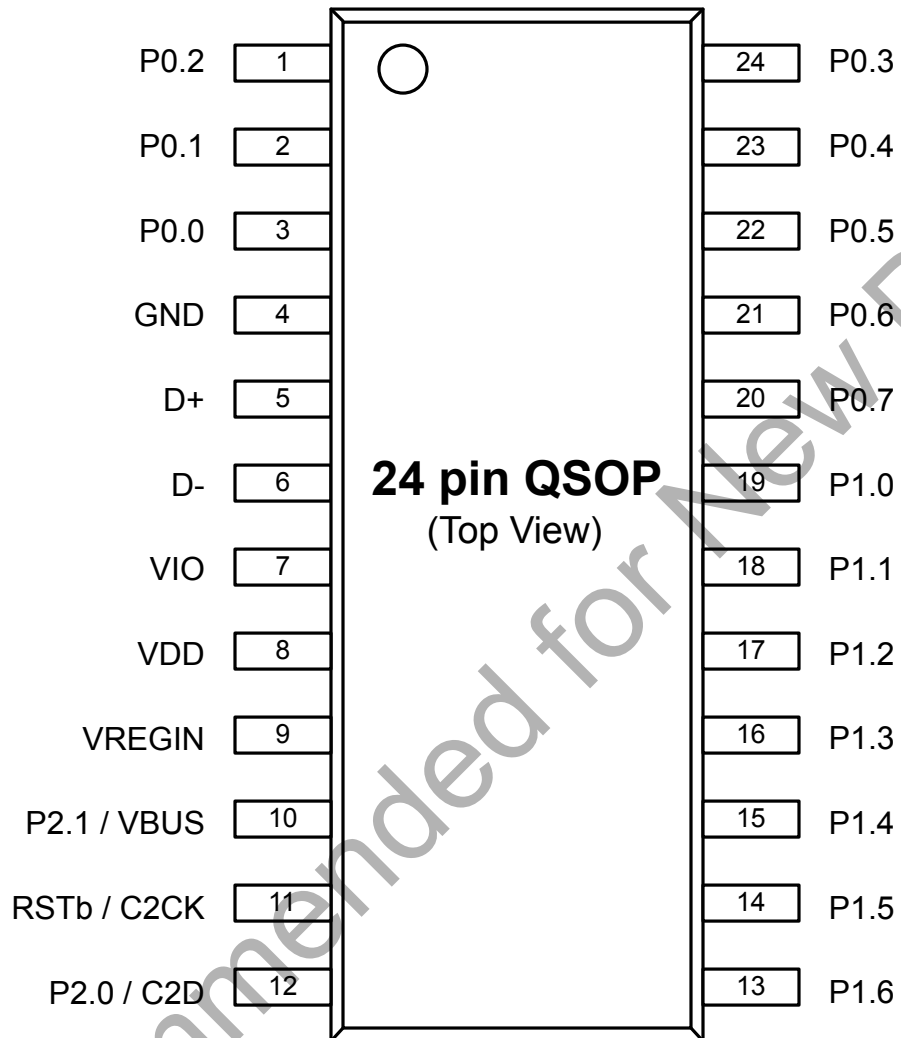 P0.2 1 24 P0.3
P0.1 2 23 P0.4
P0.0 3 22 P0.5
GND 4 21 P0.6
D+ 5 20 P0.7
D- 6 19 P1.0
24 pin QSOP
(Top View)
VIO 7 18 P1.1
VDD 8 17 P1.2
VREGIN 9 16 P1.3
P2.1 / VBUS 10 15 P1.4
RSTb / C2CK 11 14 P1.5
P2.0 / C2D 12 13 P1.6
for New